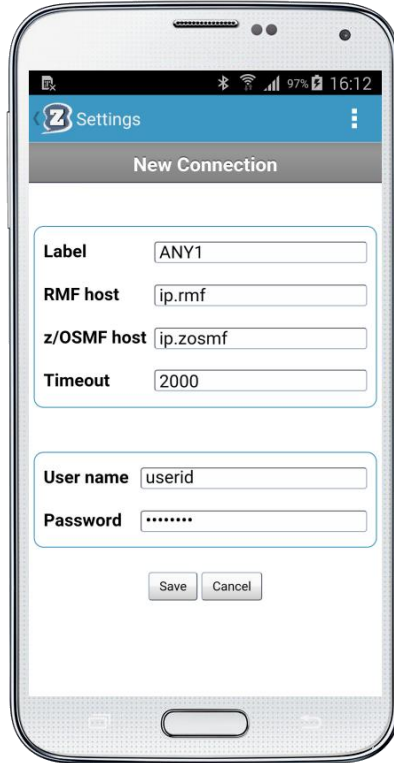 97% 16:12
Z Settings
New Connection
Label ANY1
RMF host ip.rmf
z/OSMF host ip.zosmf
Timeout 2000
User name userid
Password ••••••••
Save Cancel